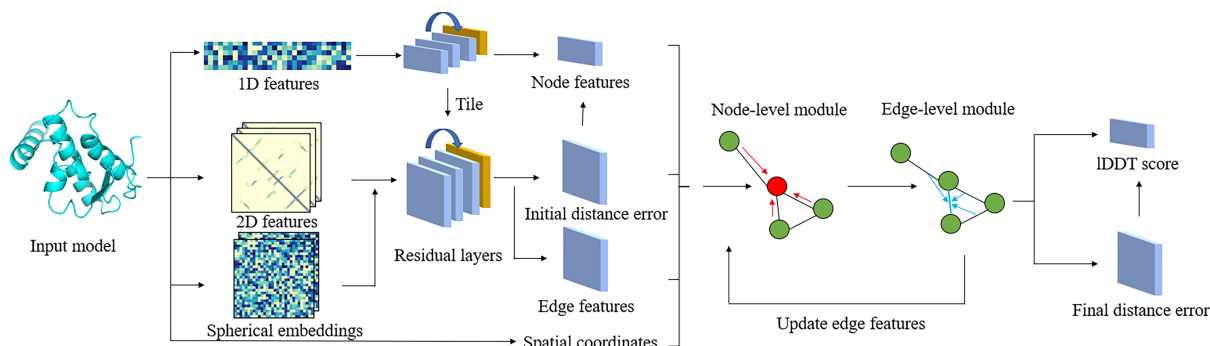 1D features
Node features
Tile
Node-level module
Edge-level module
lDDT score
Input model
2D features
Initial distance error
Residual layers
Edge features
Final distance error
Spherical embeddings
Update edge features
Spatial coordinates